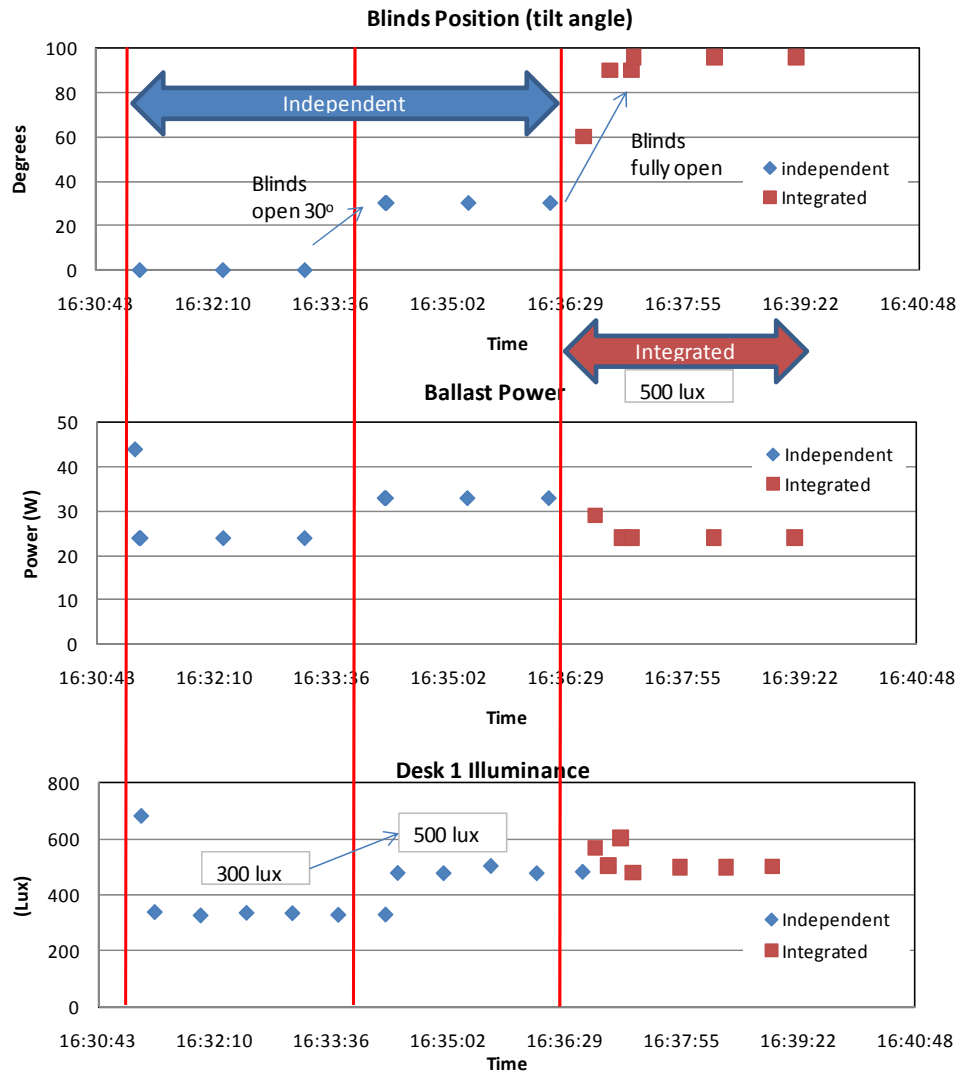 Blinds Position (tilt angle)
100
80
60
40
20
0
Degrees
Independent
Blinds
open 30º
Blinds
fully open
independent
Integrated
16:30:43 16:32:10 16:33:36 16:35:02 16:36:29 16:37:55 16:39:22 16:40:48
Time
Integrated
500 lux
Ballast Power
50
40
30
20
10
0
Power (W)
Independent
Integrated
16:30:43 16:32:10 16:33:36 16:35:02 16:36:29 16:37:55 16:39:22 16:40:48
Time
Desk 1 Illuminance
800
600
400
200
0
(Lux)
500 lux
300 lux
Independent
Integrated
16:30:43 16:32:10 16:33:36 16:35:02 16:36:29 16:37:55 16:39:22 16:40:48
Time